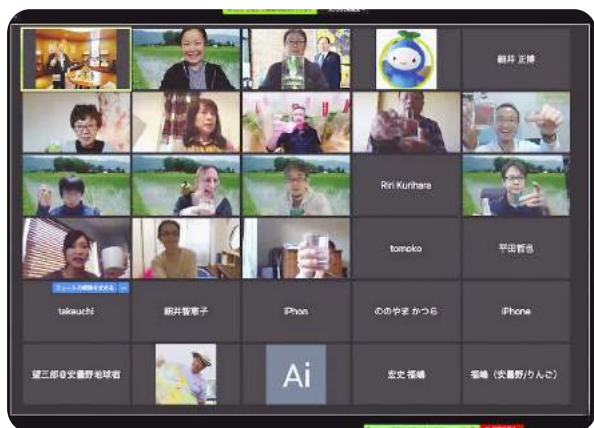 細井 正博
Riri Kurihara
tomoko
平田哲也
takeuchi
細井智恵子
iPhon
ののやま かつら
iPhone
望三郎@安曇野地球宿
Ai
宏史 福嶋
福嶋（安曇野/りんご）